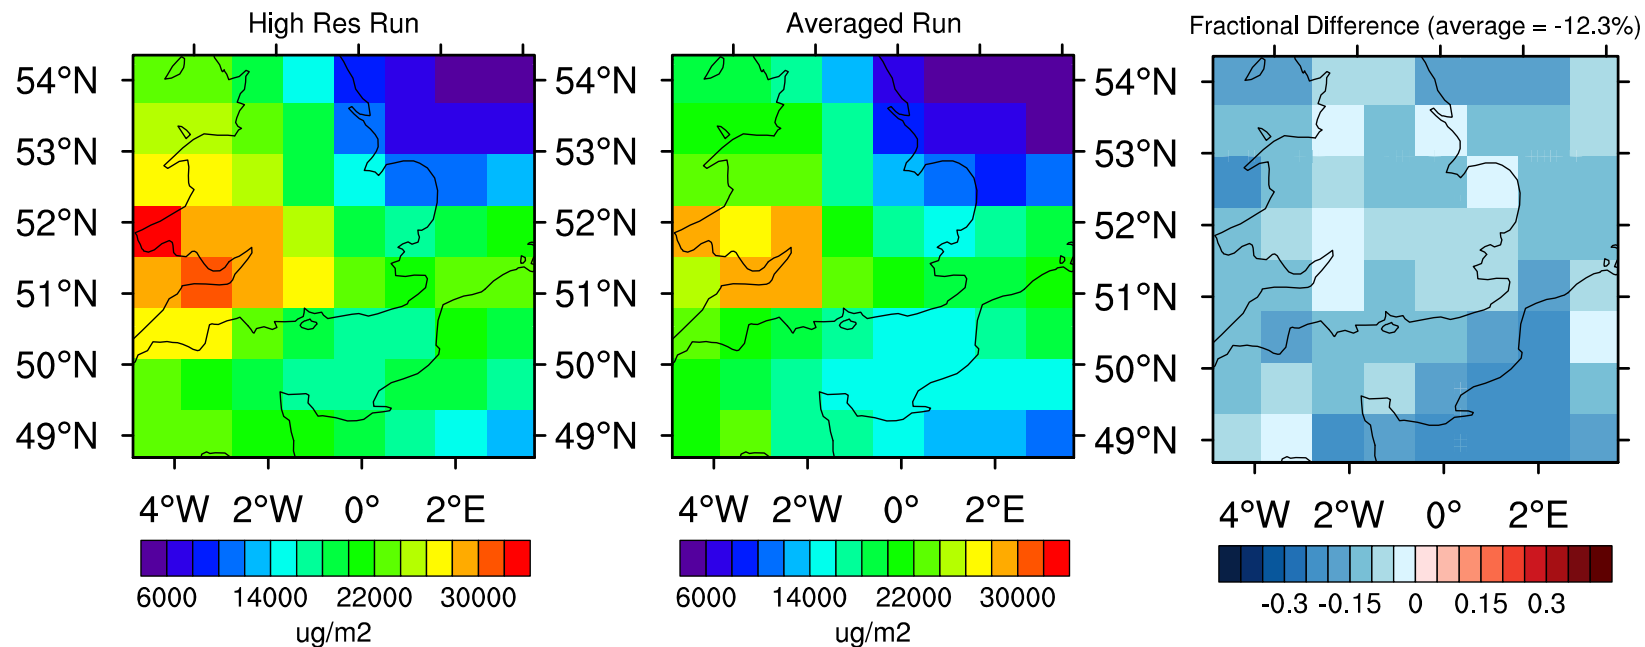 High Res Run
54°N
53°N
52°N
51°N
50°N
49°N
4°W 2°W 0° 2°E
6000 14000 22000 30000
ug/m2
Averaged Run
54°N
53°N
52°N
51°N
50°N
49°N
4°W 2°W 0° 2°E
6000 14000 22000 30000
ug/m2
Fractional Difference (average = -12.3%)
54°N
53°N
52°N
51°N
50°N
49°N
4°W 2°W 0° 2°E
-0.3 -0.15 0 0.15 0.3